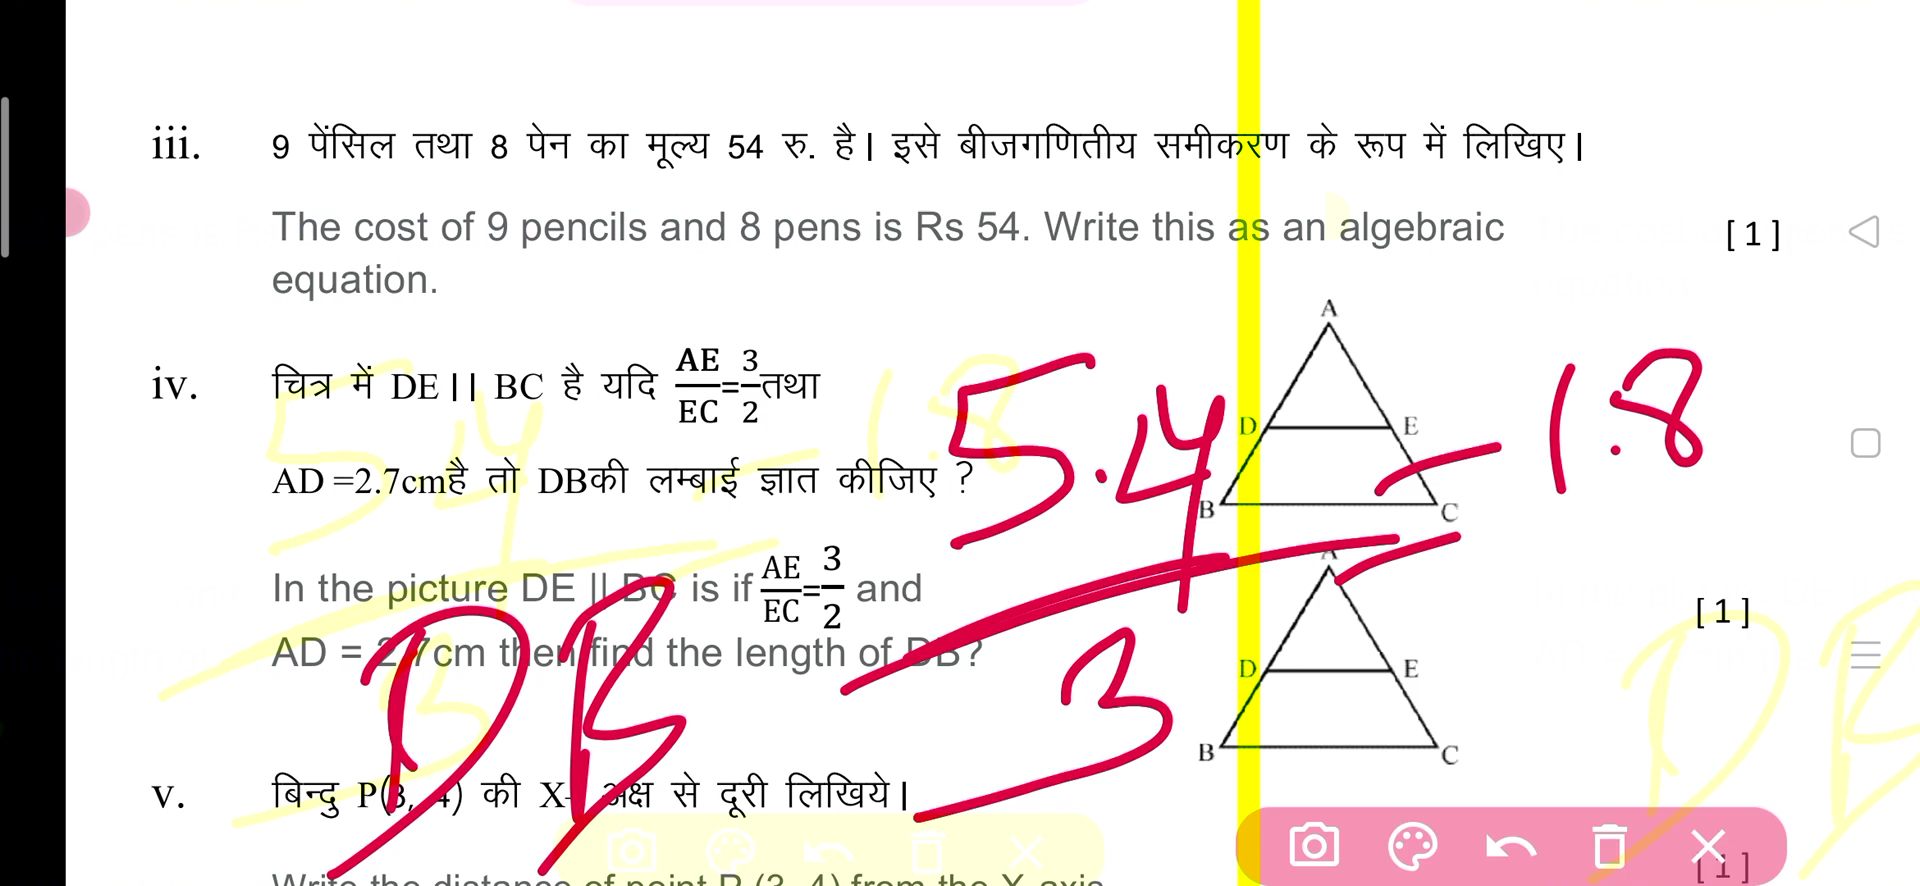 iii. 9 पेंसिल तथा 8 पेन का मूल्य 54 रु. है। इसे बीजगणितीय समीकरण के रूप में लिखिए।
The cost of 9 pencils and 8 pens is Rs 54. Write this as an algebraic [1]
equation.
A
iv. चित्र में DE || BC है यदि AE/EC=3/2 तथा
D E
AD =2.7cmहै तो DBकी लम्बाई ज्ञात कीजिए ?
B C
5.4 - 1.8
3
DB
In the picture DE || BC is if AE/EC=3/2 and [1]
A
AD = 2.7cm then find the length of DB?
D E
B C
v. बिन्दु P(3, 4) की X- अक्ष से दूरी लिखिये।
[1]
Write the distance of point P (3, 4) from the X axis